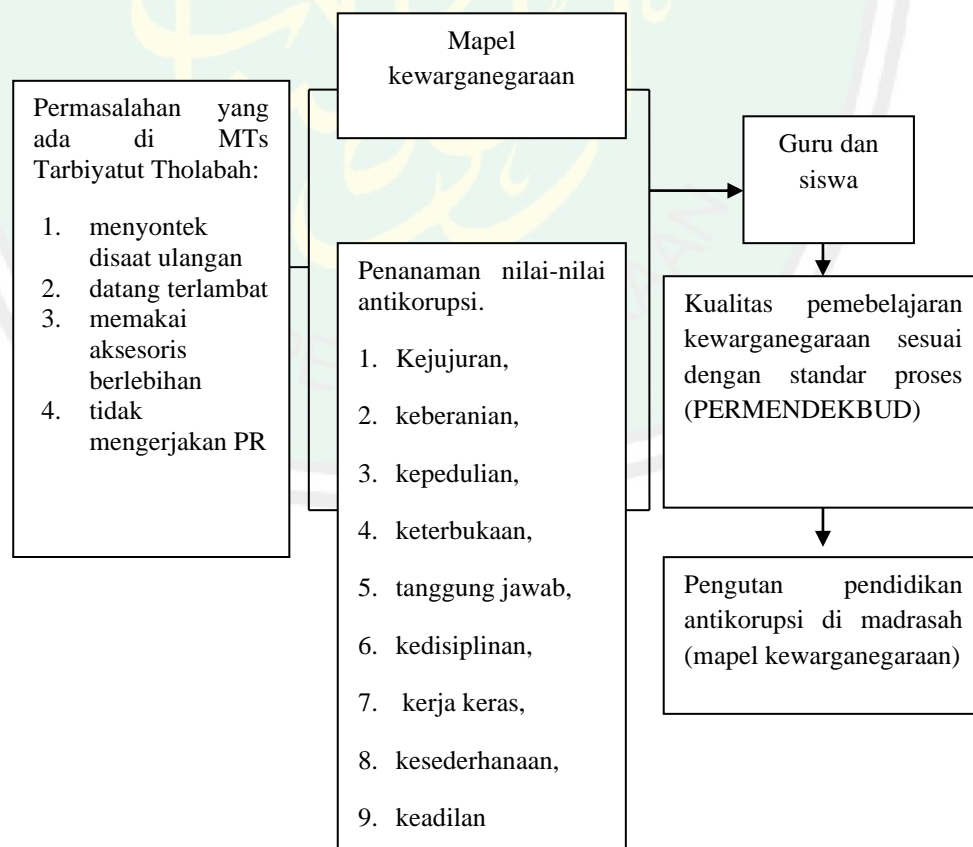 Mapel
kewarganegaraan
Permasalahan yang
ada di MTs
Tarbiyatut Tholabah:
1. menyontek
disaat ulangan
2. datang terlambat
3. memakai
aksesoris
berlebihan
4. tidak
mengerjakan PR
Penanaman nilai-nilai
antikorupsi.
1. Kejujuran,
2. keberanian,
3. kepedulian,
4. keterbukaan,
5. tanggung jawab,
6. kedisiplinan,
7. kerja keras,
8. kesederhanaan,
9. keadilan
Guru dan
siswa
Kualitas pemebelajaran
kewarganegaraan sesuai
dengan standar proses
(PERMENDEKBUD)
Pengutan pendidikan
antikorupsi di madrasah
(mapel kewarganegaraan)